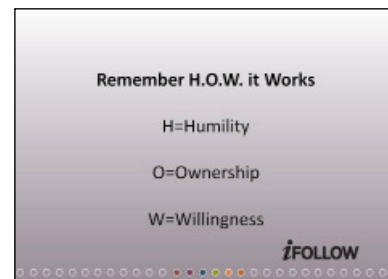 Remember H.O.W. it Works
H=Humility
O=Ownership
W=Willingness
iFOLLOW